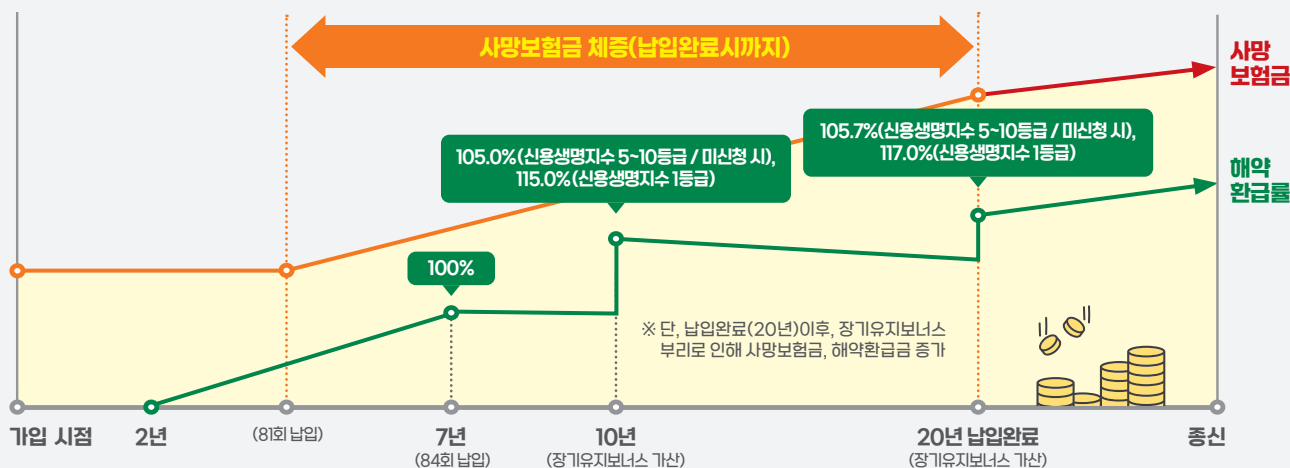 사망보험금 체증(납입완료시까지)
사망
보험금
105.7%(신용생명지수 5~10등급 / 미신청 시),
117.0%(신용생명지수 1등급)
105.0%(신용생명지수 5~10등급 / 미신청 시),
115.0%(신용생명지수 1등급)
해약
환급률
100%
※ 단, 납입완료(20년)이후, 장기유지보너스
부리로 인해 사망보험금, 해약환급금 증가
가입 시점
2년
(81회 납입)
7년
(84회 납입)
10년
(장기유지보너스 가산)
20년 납입완료
(장기유지보너스 가산)
종신